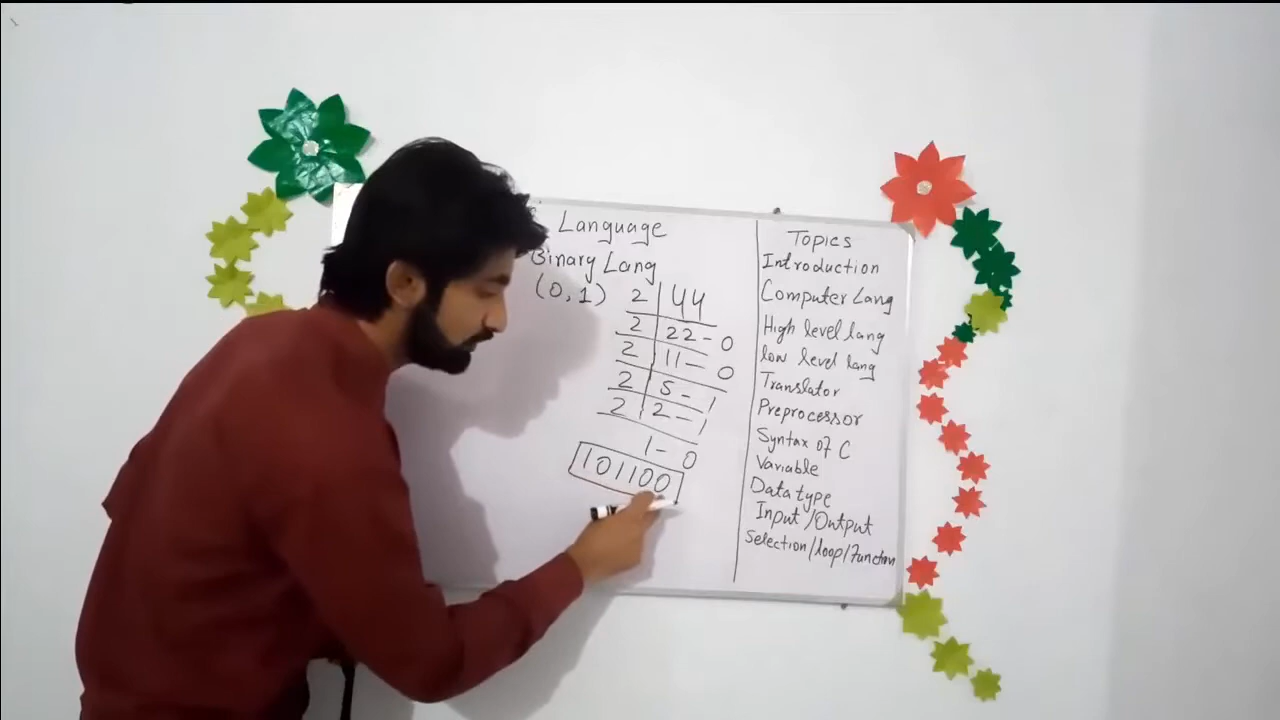 Language
Binary Lang
(0,1)
2 | 44
2 | 22 - 0
2 | 11 - 0
2 | 5 - 1
2 | 2 - 1
1 - 0
101100
Topics
Introduction
Computer Lang
High level lang
low level lang
Translator
Preprocessor
Syntax of C
Variable
Datatype
Input/Output
Selection/loop/Function